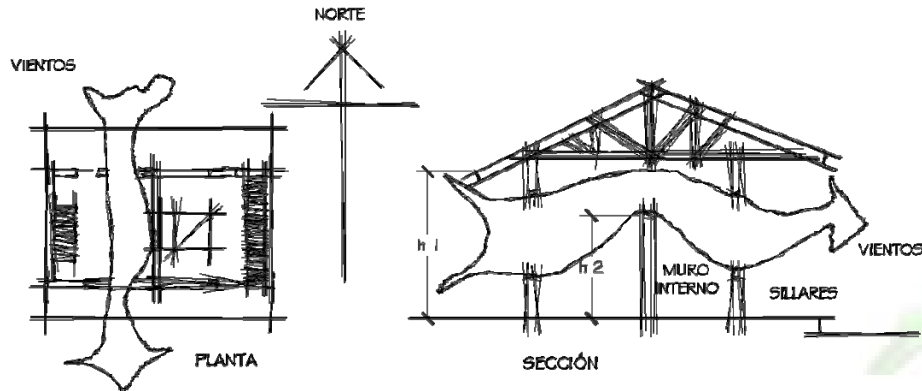 NORTE
VIENTOS
PLANTA
h 1
h 2
MURO
INTERNO
SILLARES
VIENTOS
SECCIÓN